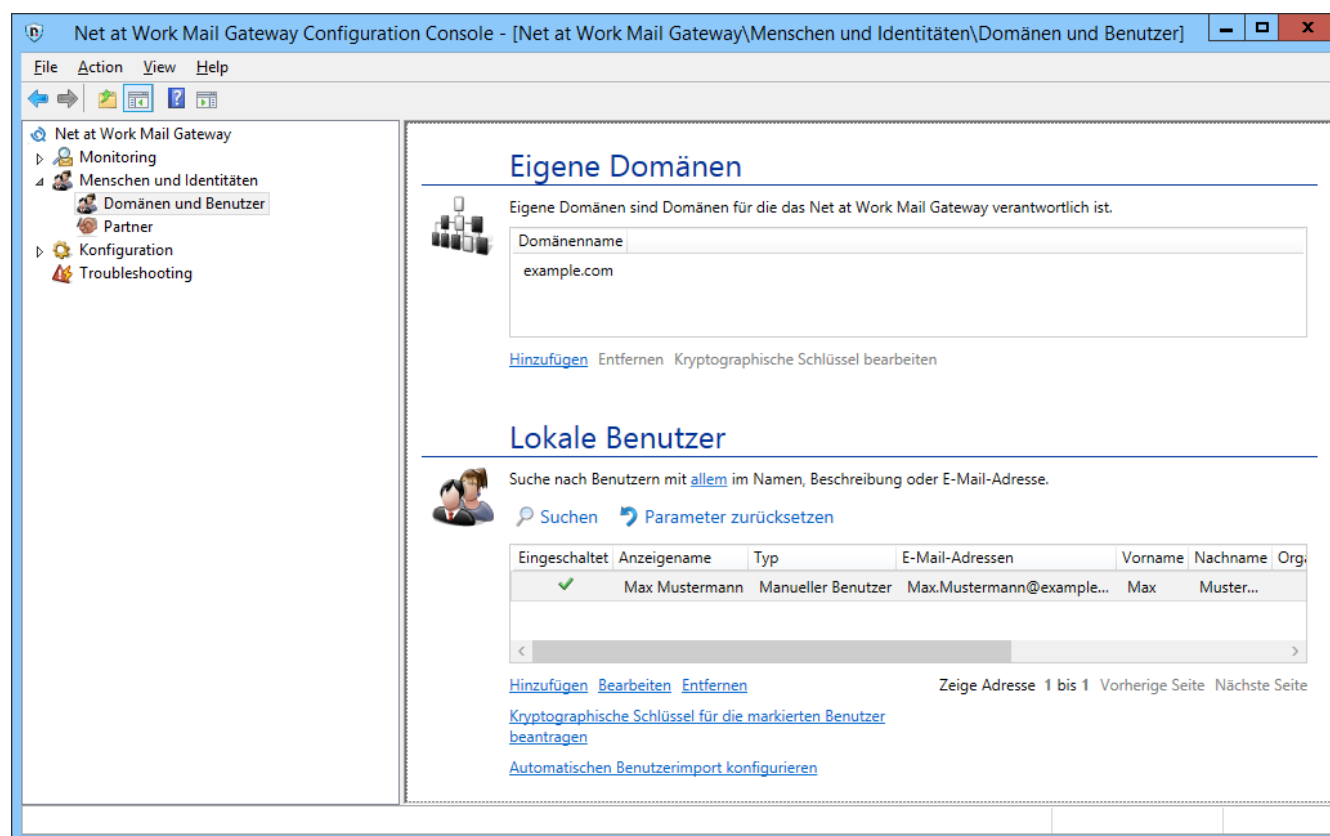 Net at Work Mail Gateway Configuration Console - [Net at Work Mail Gateway\Menschen und Identitäten\Domänen und Benutzer]
File Action View Help
Net at Work Mail Gateway
Monitoring
Menschen und Identitäten
Domänen und Benutzer
Partner
Konfiguration
Troubleshooting
Eigene Domänen
Eigene Domänen sind Domänen für die das Net at Work Mail Gateway verantwortlich ist.
Domänenname
example.com
Hinzufügen Entfernen Kryptographische Schlüssel bearbeiten
Lokale Benutzer
Suche nach Benutzern mit allem im Namen, Beschreibung oder E-Mail-Adresse.
Suchen Parameter zurücksetzen
Eingeschaltet Anzeigename Typ E-Mail-Adressen Vorname Nachname Orga
Max Mustermann Manueller Benutzer Max.Mustermann@example... Max Muster...
Hinzufügen Bearbeiten Entfernen Zeige Adresse 1 bis 1 Vorherige Seite Nächste Seite
Kryptographische Schlüssel für die markierten Benutzer
beantragen
Automatischen Benutzerimport konfigurieren